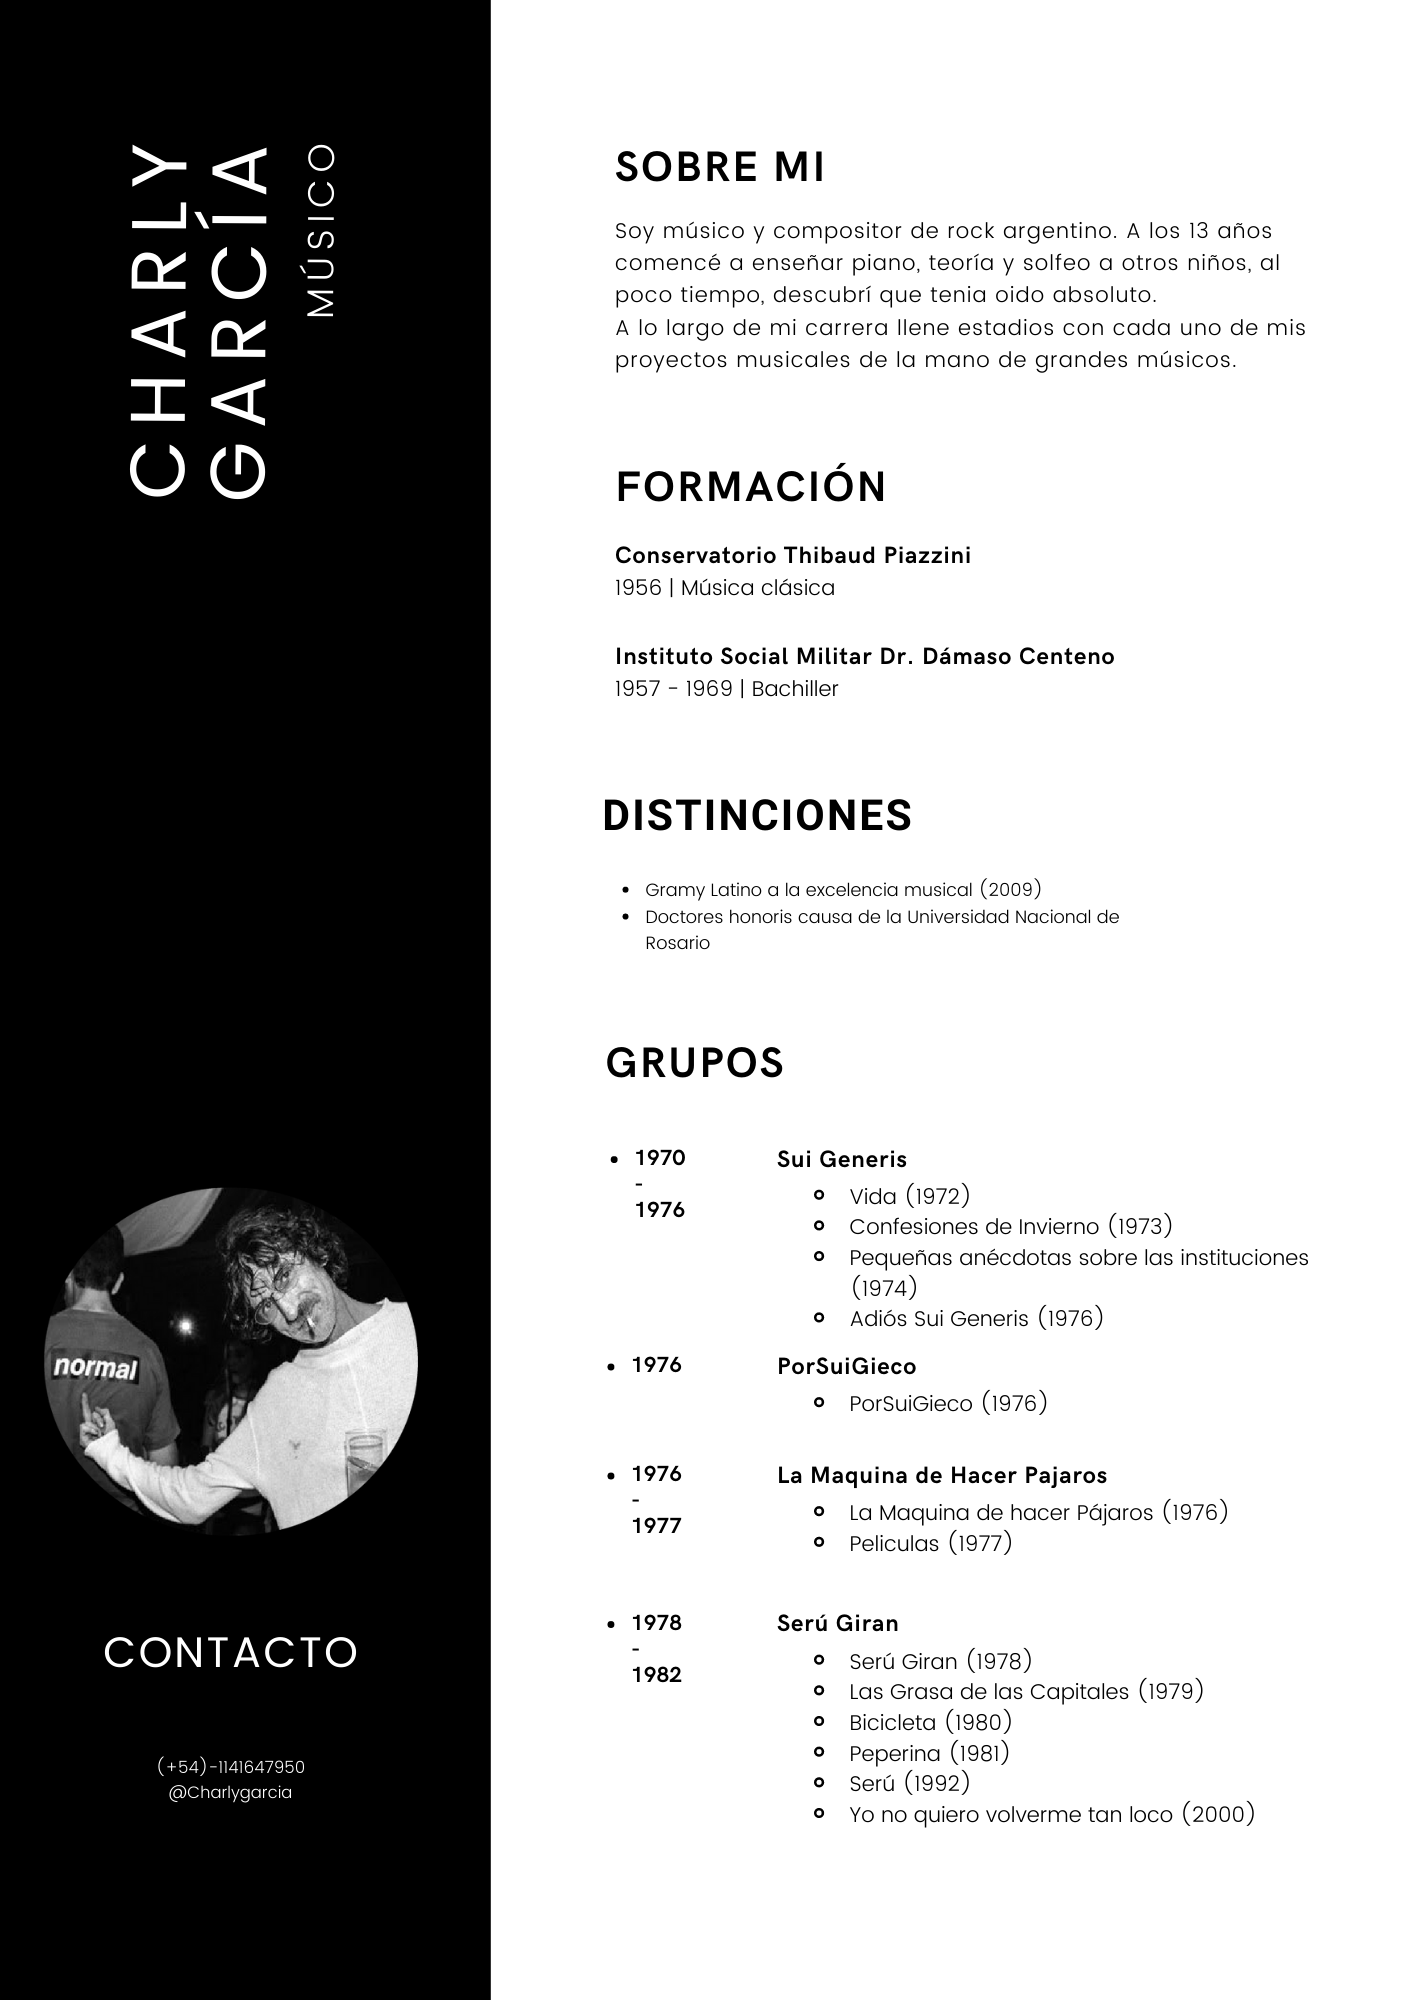 CHARLY
GARCÍA
MÚSICO
normal
CONTACTO
(+54)-1141647950
@Charlygarcia
SOBRE MI
Soy músico y compositor de rock argentino. A los 13 años
comencé a enseñar piano, teoría y solfeo a otros niños, al
poco tiempo, descubrí que tenia oido absoluto.
A lo largo de mi carrera llene estadios con cada uno de mis
proyectos musicales de la mano de grandes músicos.
FORMACIÓN
Conservatorio Thibaud Piazzini
1956 | Música clásica
Instituto Social Militar Dr. Dámaso Centeno
1957 - 1969 | Bachiller
DISTINCIONES
• Gramy Latino a la excelencia musical (2009)
• Doctores honoris causa de la Universidad Nacional de
Rosario
GRUPOS
• 1970
-
1976
Sui Generis
Vida (1972)
Confesiones de Invierno (1973)
Pequeñas anécdotas sobre las instituciones
(1974)
Adiós Sui Generis (1976)
• 1976
PorSuiGieco
PorSuiGieco (1976)
• 1976
-
1977
La Maquina de Hacer Pajaros
La Maquina de hacer Pájaros (1976)
Peliculas (1977)
• 1978
-
1982
Serú Giran
Serú Giran (1978)
Las Grasa de las Capitales (1979)
Bicicleta (1980)
Peperina (1981)
Serú (1992)
Yo no quiero volverme tan loco (2000)